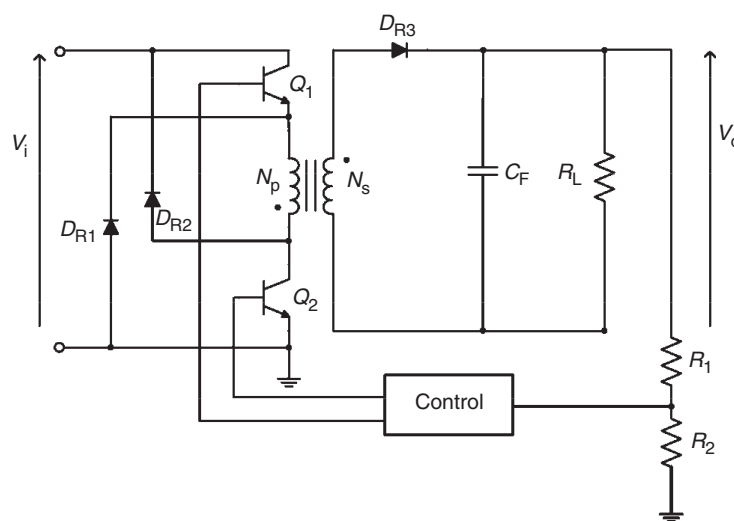 D_R3
Q_1
V_i
V_o
N_p
N_s
C_F
R_L
D_R1
D_R2
Q_2
R_1
Control
R_2